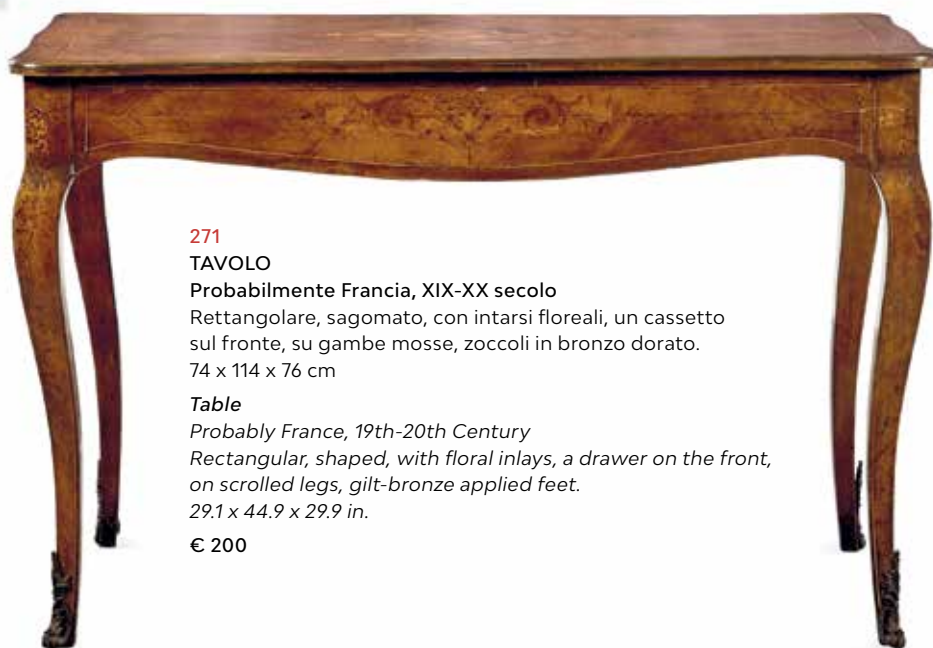 271
TAVOLO
Probabilmente Francia, XIX-XX secolo
Rettangolare, sagomato, con intarsi floreali, un cassetto
sul fronte, su gambe mosse, zoccoli in bronzo dorato.
74 x 114 x 76 cm
Table
Probably France, 19th-20th Century
Rectangular, shaped, with floral inlays, a drawer on the front,
on scrolled legs, gilt-bronze applied feet.
29.1 x 44.9 x 29.9 in.
€ 200